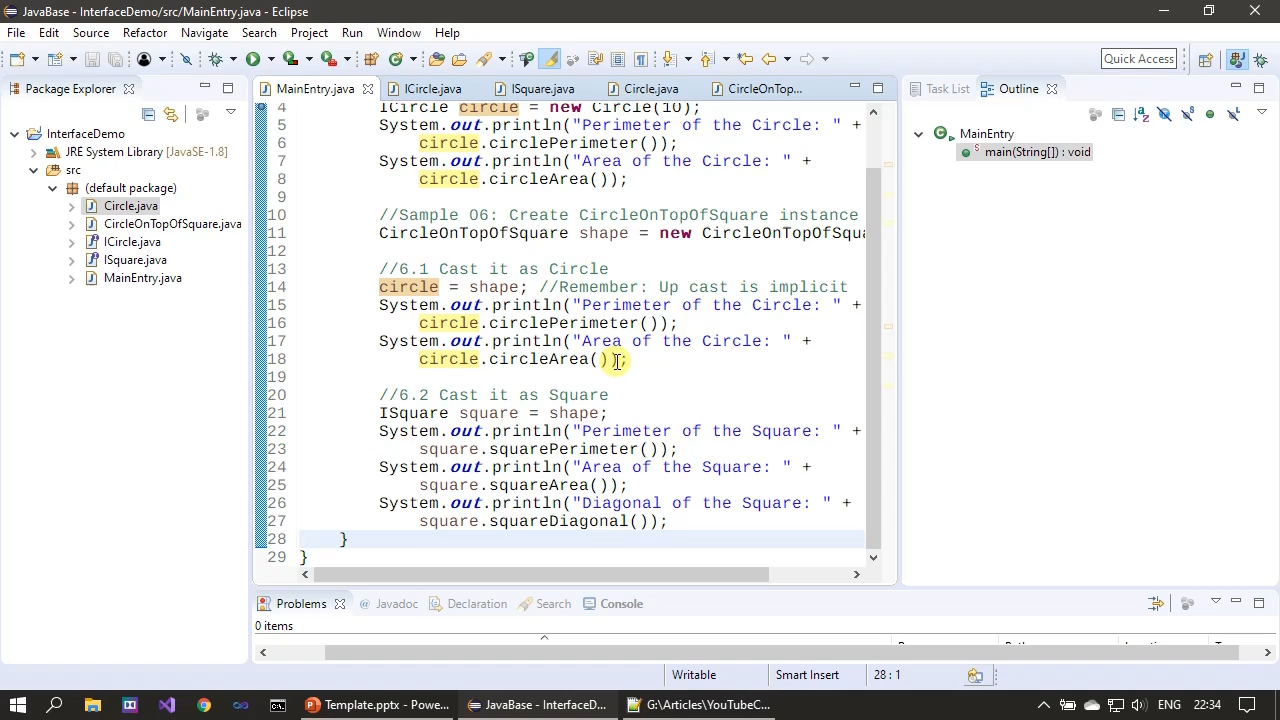 JavaBase - InterfaceDemo/src/MainEntry.java - Eclipse
File Edit Source Refactor Navigate Search Project Run Window Help
Quick Access
Package Explorer
MainEntry.java ICircle.java ISquare.java Circle.java CircleOnTop...
Task List Outline
InterfaceDemo
JRE System Library [JavaSE-1.8]
src
(default package)
Circle.java
CircleOnTopOfSquare.java
ICircle.java
ISquare.java
MainEntry.java
4 ICircle circle = new Circle(10);
5 System.out.println("Perimeter of the Circle: " +
6 circle.circlePerimeter());
7 System.out.println("Area of the Circle: " +
8 circle.circleArea());
9
10 //Sample 06: Create CircleOnTopOfSquare instance
11 CircleOnTopOfSquare shape = new CircleOnTopOfSqua
12
13 //6.1 Cast it as Circle
14 circle = shape; //Remember: Up cast is implicit
15 System.out.println("Perimeter of the Circle: " +
16 circle.circlePerimeter());
17 System.out.println("Area of the Circle: " +
18 circle.circleArea());
19
20 //6.2 Cast it as Square
21 ISquare square = shape;
22 System.out.println("Perimeter of the Square: " +
23 square.squarePerimeter());
24 System.out.println("Area of the Square: " +
25 square.squareArea());
26 System.out.println("Diagonal of the Square: " +
27 square.squareDiagonal());
28 }
29 }
MainEntry
main(String[]) : void
Problems Javadoc Declaration Search Console
0 items
Writable Smart Insert 28 : 1
Template.pptx - Powe... JavaBase - InterfaceD... G:\Articles\YouTubeC... ENG 22:34